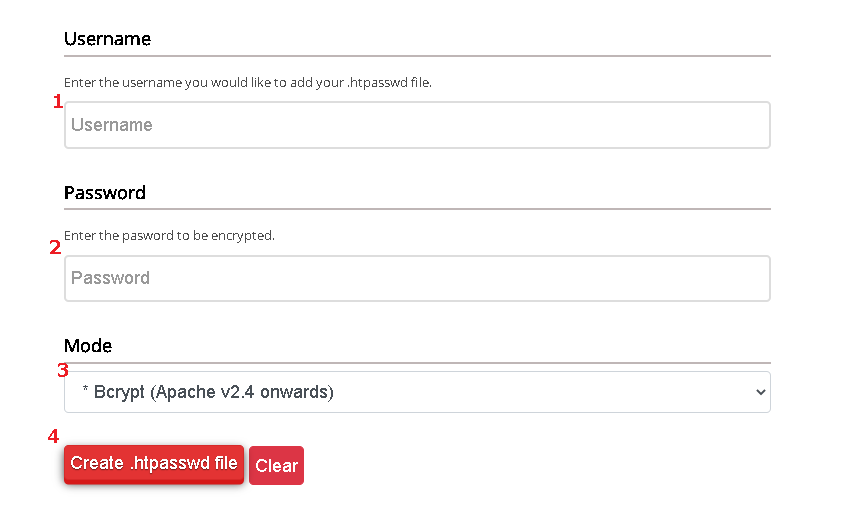 Username
Enter the username you would like to add your .htpasswd file.
1
Username
Password
Enter the pasword to be encrypted.
2
Password
Mode
3
* Bcrypt (Apache v2.4 onwards)
4
Create .htpasswd file Clear